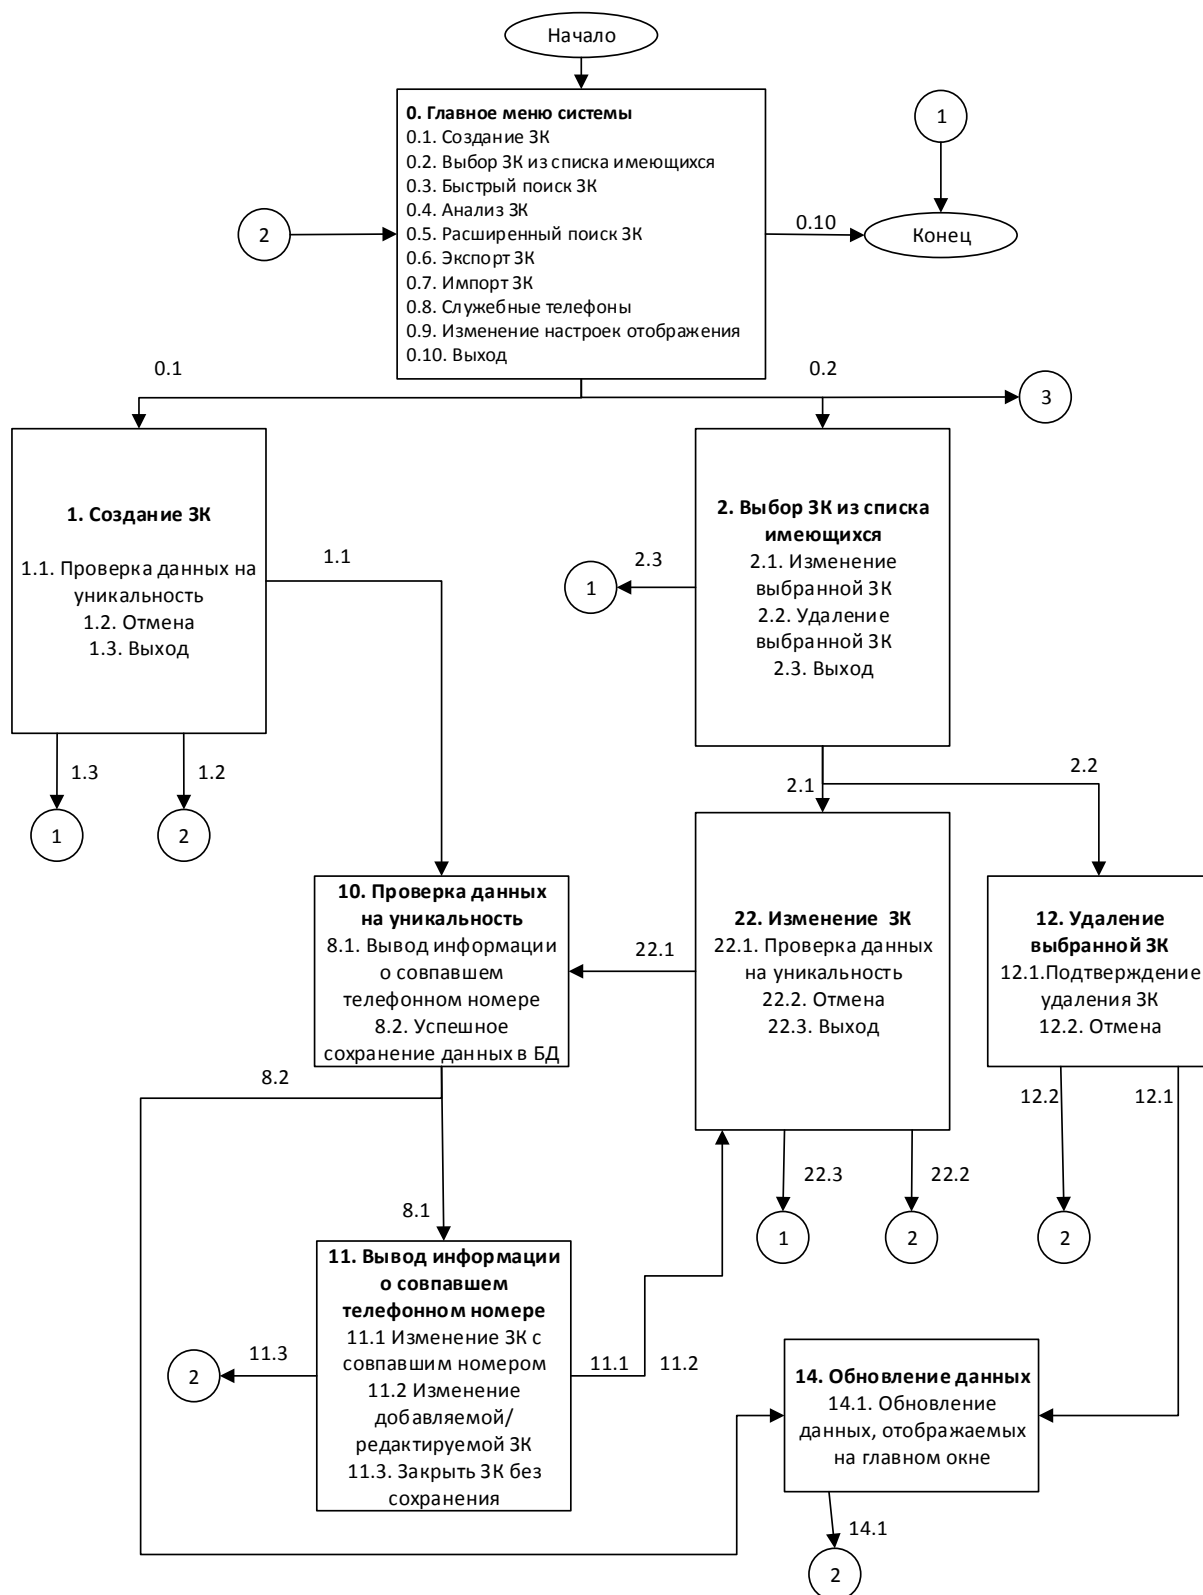 Начало
0. Главное меню системы
0.1. Создание ЗК
0.2. Выбор ЗК из списка имеющихся
0.3. Быстрый поиск ЗК
0.4. Анализ ЗК
0.5. Расширенный поиск ЗК
0.6. Экспорт ЗК
0.7. Импорт ЗК
0.8. Служебные телефоны
0.9. Изменение настроек отображения
0.10. Выход
1
2
0.10
Конец
0.1
0.2
3
1. Создание ЗК
1.1. Проверка данных на
уникальность
1.2. Отмена
1.3. Выход
1.1
2. Выбор ЗК из списка
имеющихся
2.1. Изменение
выбранной ЗК
2.2. Удаление
выбранной ЗК
2.3. Выход
2.3
1
1.3
1.2
1
2
2.1
2.2
10. Проверка данных
на уникальность
8.1. Вывод информации
о совпавшем
телефонном номере
8.2. Успешное
сохранение данных в БД
22.1
22. Изменение  ЗК
22.1. Проверка данных
на уникальность
22.2. Отмена
22.3. Выход
12. Удаление
выбранной ЗК
12.1.Подтверждение
удаления ЗК
12.2. Отмена
8.2
12.2
12.1
22.3
22.2
8.1
1
2
2
11. Вывод информации
о совпавшем
телефонном номере
11.1 Изменение ЗК с
совпавшим номером
11.2 Изменение
добавляемой/
редактируемой ЗК
11.3. Закрыть ЗК без
сохранения
2
11.3
11.1
11.2
14. Обновление данных
14.1. Обновление
данных, отображаемых
на главном окне
14.1
2